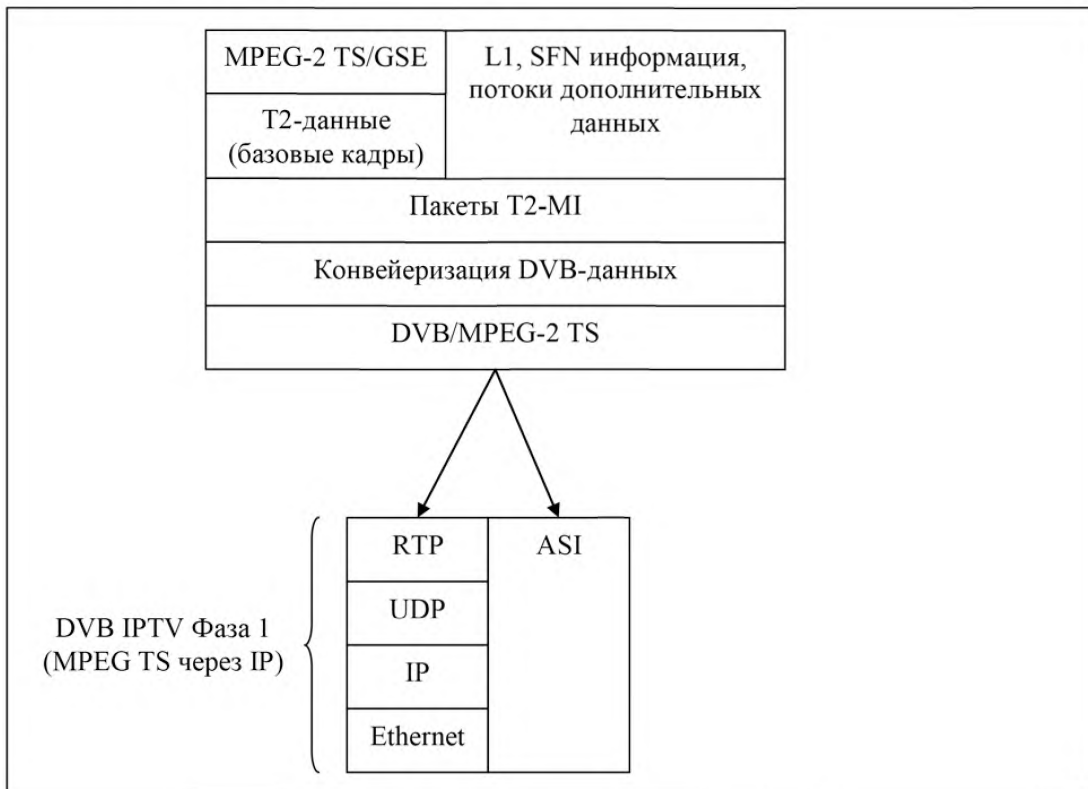 MPEG-2 TS/GSE
L1, SFN информация,
потоки дополнительных
данных
T2-данные
(базовые кадры)
Пакеты T2-MI
Конвейеризация DVB-данных
DVB/MPEG-2 TS
RTP
ASI
UDP
IP
Ethernet
DVB IPTV Фаза 1
(MPEG TS через IP)